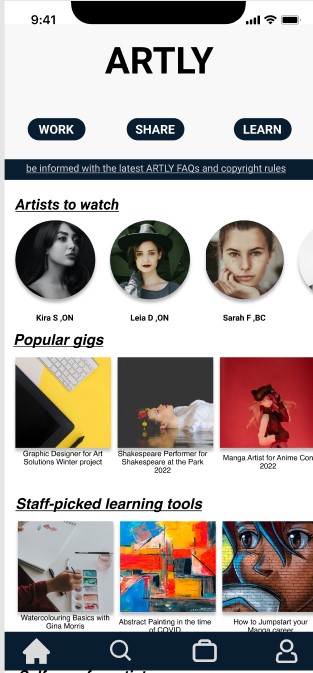 9:41
ARTLY
WORK
SHARE
LEARN
be informed with the latest ARTLY FAQs and copyright rules
Artists to watch
Kira S ,ON
Leia D ,ON
Sarah F ,BC
Popular gigs
Graphic Designer for Art
Solutions Winter project
Shakespeare Performer for
Shakespeare at the Park
2022
Manga Artist for Anime Con
2022
Staff-picked learning tools
Watercolouring Basics with
Gina Morris
Abstract Painting in the time
of COVID
How to Jumpstart your
Manga career